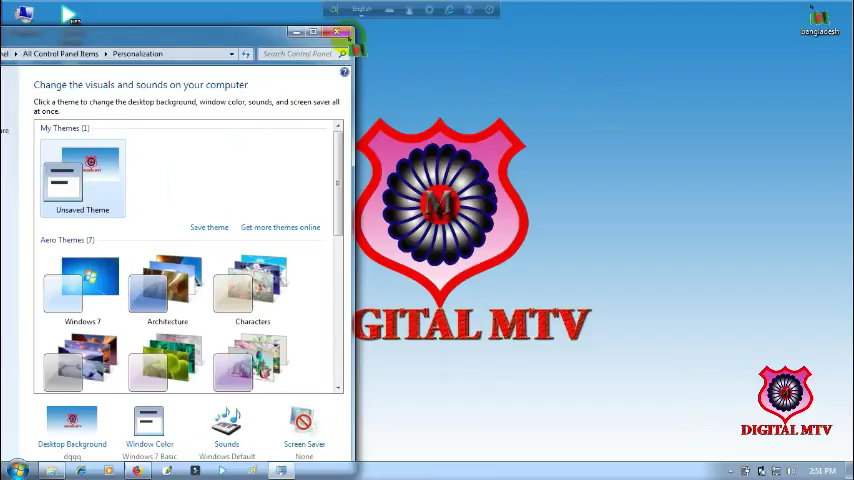 English
bangladesh
All Control Panel Items
Personalization
Search Control Panel
Change the visuals and sounds on your computer
Click a theme to change the desktop background, window color, sounds, and screen saver all
at once.
My Themes (1)
Unsaved Theme
Save theme
Get more themes online
Aero Themes (7)
Windows 7
Architecture
Characters
M
GITAL MTV
DIGITAL MTV
Desktop Background
Window Color
Sounds
Screen Saver
dqqq
Windows 7 Basic
Windows Default
None
2:51 PM